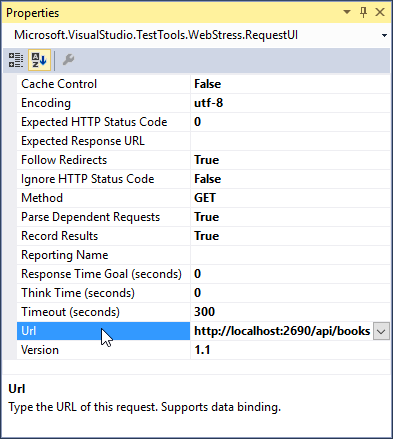 Properties
Microsoft.VisualStudio.TestTools.WebStress.RequestUI
Cache Control False
Encoding utf-8
Expected HTTP Status Code 0
Expected Response URL
Follow Redirects True
Ignore HTTP Status Code False
Method GET
Parse Dependent Requests True
Record Results True
Reporting Name
Response Time Goal (seconds) 0
Think Time (seconds) 0
Timeout (seconds) 300
Url http://localhost:2690/api/books
Version 1.1
Url
Type the URL of this request. Supports data binding.